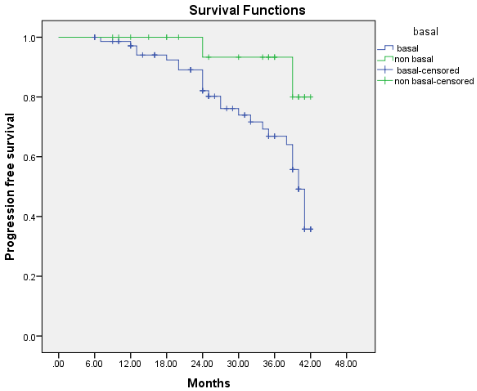 Survival Functions
basal
basal
non basal
basal-censored
non basal-censored
Progression free survival
1.0
0.8
0.6
0.4
0.2
0.0
.00 6.00 12.00 18.00 24.00 30.00 36.00 42.00 48.00
Months